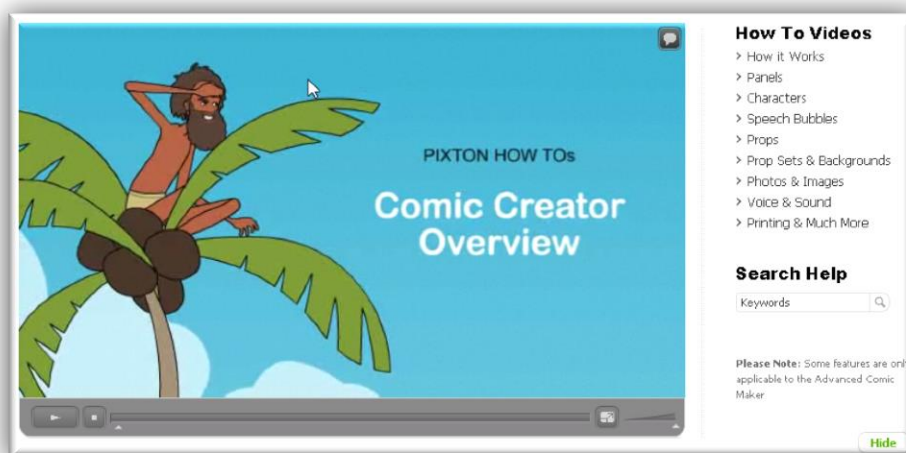 PIXTON HOW TOs
Comic Creator
Overview
How To Videos
> How it Works
> Panels
> Characters
> Speech Bubbles
> Props
> Prop Sets & Backgrounds
> Photos & Images
> Voice & Sound
> Printing & Much More
Search Help
Keywords
Please Note: Some features are onl
applicable to the Advanced Comic
Maker
Hide